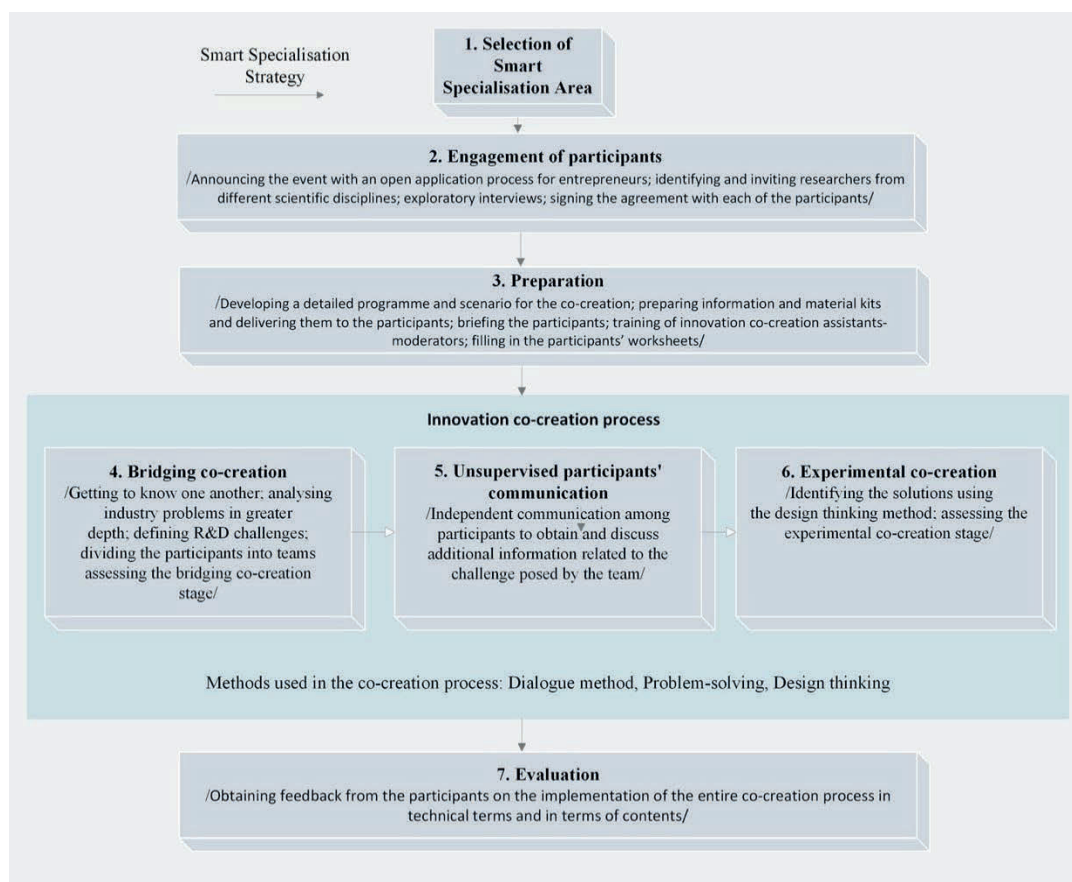 Smart Specialisation
Strategy
1. Selection of
Smart
Specialisation Area
2. Engagement of participants
/Announcing the event with an open application process for entrepreneurs; identifying and inviting researchers from
different scientific disciplines; exploratory interviews; signing the agreement with each of the participants/
3. Preparation
/Developing a detailed programme and scenario for the co-creation; preparing information and material kits
and delivering them to the participants; briefing the participants; training of innovation co-creation assistants-
moderators; filling in the participants' worksheets/
Innovation co-creation process
4. Bridging co-creation
/Getting to know one another; analysing
industry problems in greater
depth; defining R&D challenges;
dividing the participants into teams
assessing the bridging co-creation
stage/
5. Unsupervised participants'
communication
/Independent communication among
participants to obtain and discuss
additional information related to the
challenge posed by the team/
6. Experimental co-creation
/Identifying the solutions using
the design thinking method; assessing the
experimental co-creation stage/
Methods used in the co-creation process: Dialogue method, Problem-solving, Design thinking
7. Evaluation
/Obtaining feedback from the participants on the implementation of the entire co-creation process in
technical terms and in terms of contents/